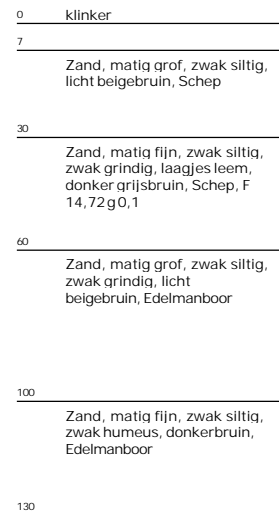 0 klinker
7
Zand, matig grof, zwak siltig,
licht beigebruin, Schep
30
Zand, matig fijn, zwak siltig,
zwak grindig, laagjes leem,
donker grijsbruin, Schep, F
14,72 g 0,1
60
Zand, matig grof, zwak siltig,
zwak grindig, licht
beigebruin, Edelmanboor
100
Zand, matig fijn, zwak siltig,
zwak humeus, donkerbruin,
Edelmanboor
130